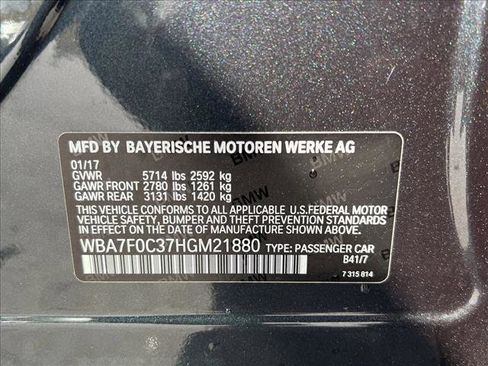 MFD BY BAYERISCHE MOTOREN WERKE AG
01/17
GVWR 5714 lbs 2592 kg
GAWR FRONT 2780 lbs 1261 kg
GAWR REAR 3131 lbs 1420 kg
THIS CONFORMS TO ALL APPLICABLE U.S.FEDERAL MOTOR
VEHICLE SAFETY, BUMPER AND THEFT PREVENTION STANDARDS
IN EFFECT ON THE DATE OF MANUFACTURE SHOWN ABOVE.
WBA7F0C37HGM21880 TYPE: PASSENGER CAR
B41/7
7 315 814